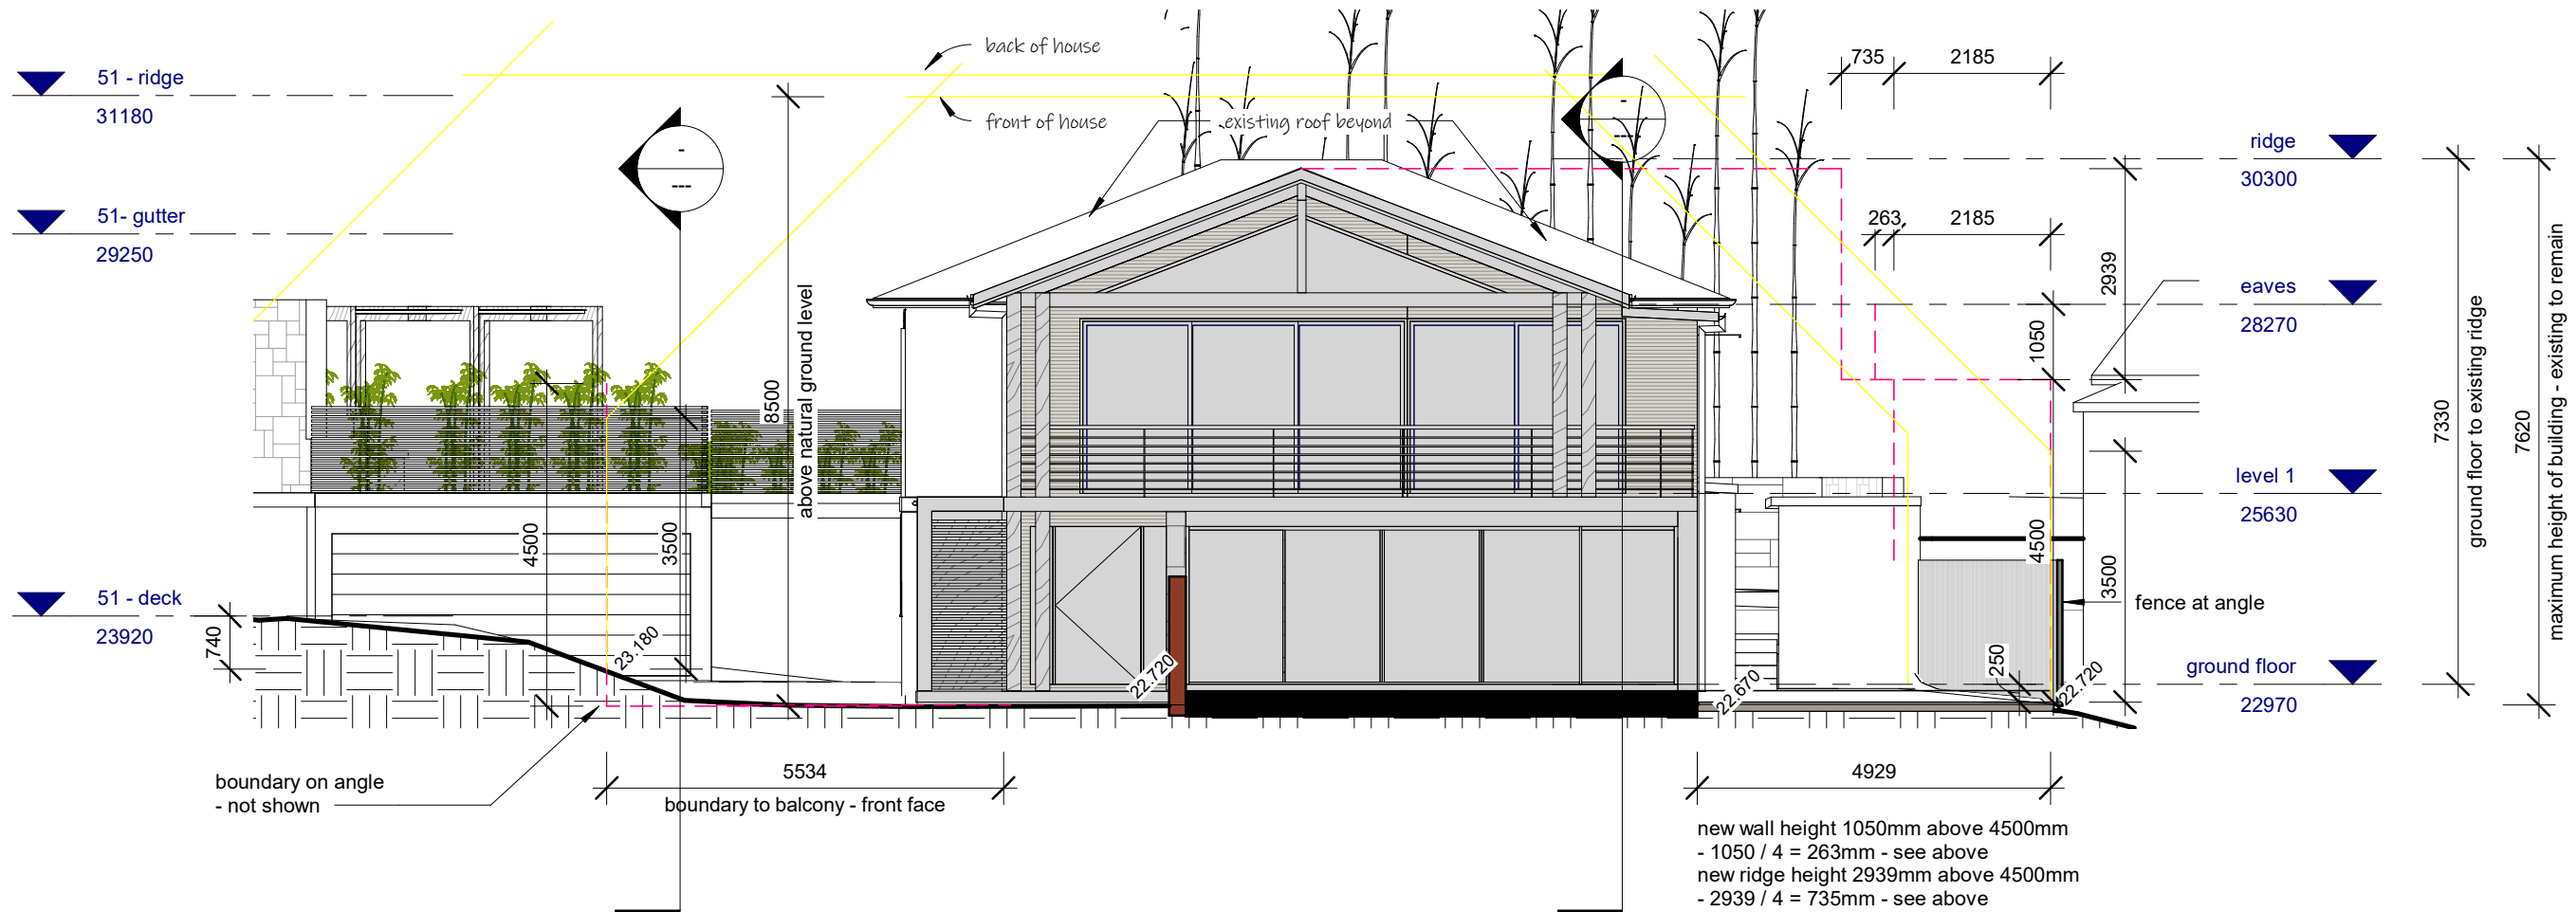 back of house
735
2185
51 - ridge
31180
front of house
existing roof beyond
-
---
-
---
ridge
30300
51- gutter
29250
263
2185
2939
eaves
28270
1050
8500
above natural ground level
7330
ground floor to existing ridge
7620
maximum height of building - existing to remain
level 1
25630
4500
3500
4500
3500
51 - deck
23920
740
23.180
fence at angle
22.720
22.670
250
22.720
ground floor
22970
boundary on angle
- not shown
5534
boundary to balcony - front face
4929
new wall height 1050mm above 4500mm
- 1050 / 4 = 263mm - see above
new ridge height 2939mm above 4500mm
- 2939 / 4 = 735mm - see above